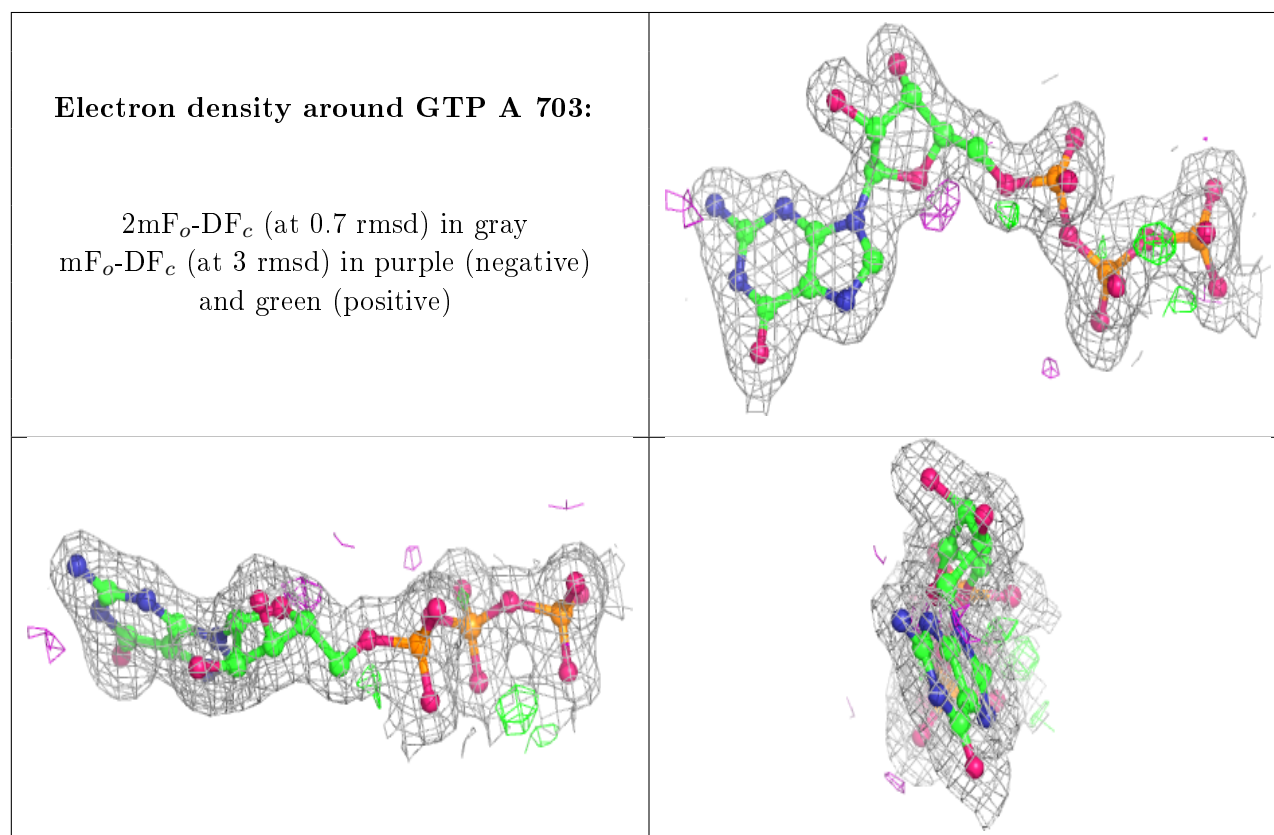 Electron density around GTP A 703:
2mFo-DFc (at 0.7 rmsd) in gray
mFo-DFc (at 3 rmsd) in purple (negative)
and green (positive)